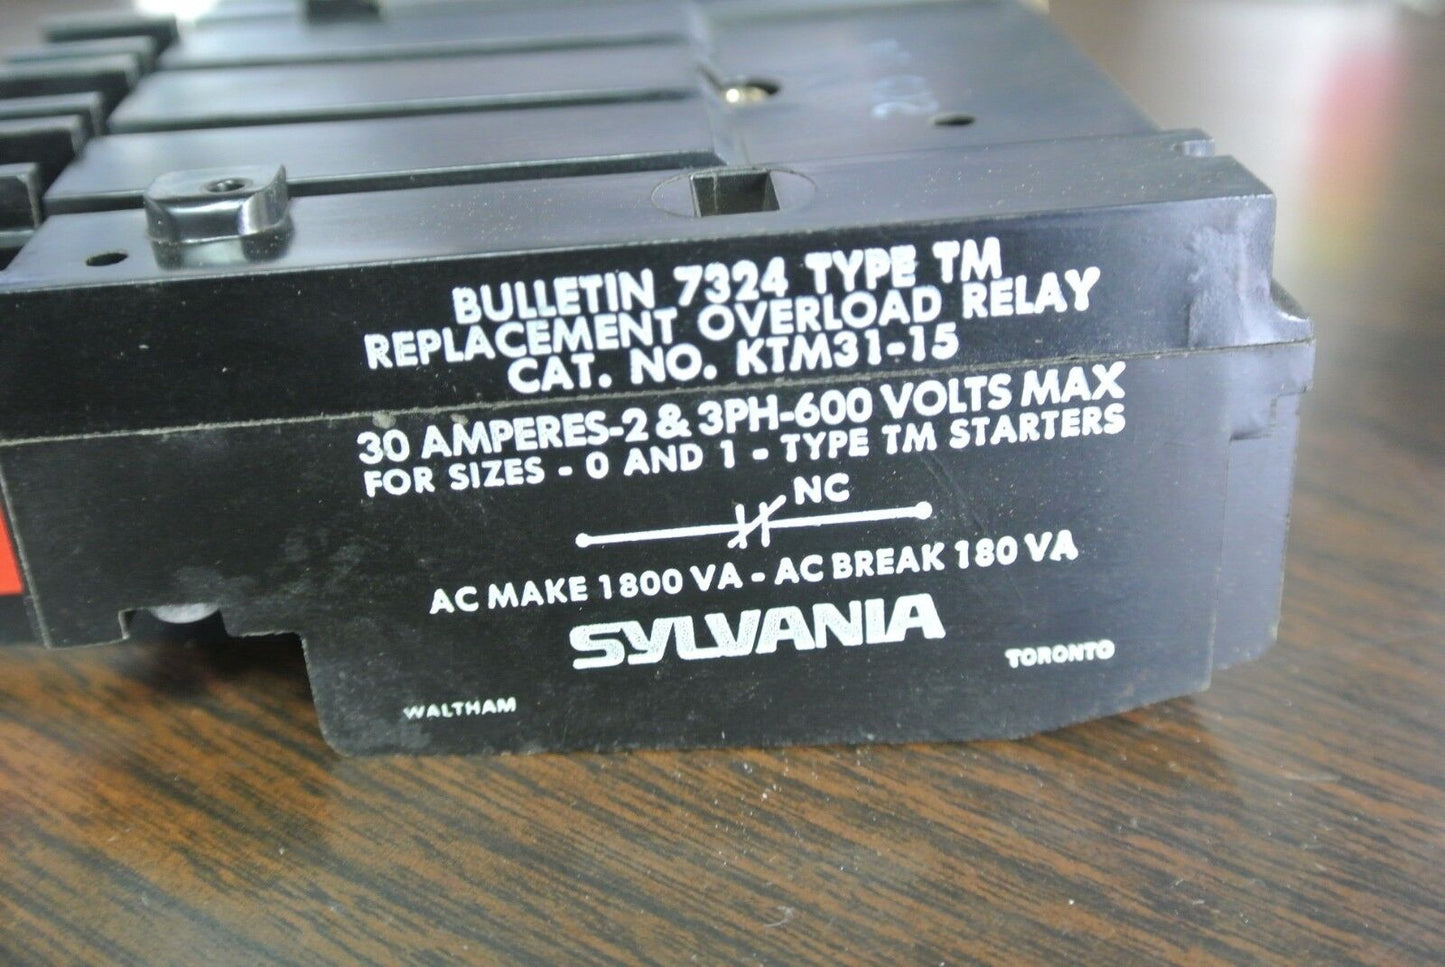 BULLETIN 7324 TYPE TM
REPLACEMENT OVERLOAD RELAY
CAT. NO. KTM31-15
30 AMPERES-2 & 3PH-600 VOLTS MAX
FOR SIZES - 0 AND 1 - TYPE TM STARTERS
NC
AC MAKE 1800 VA - AC BREAK 180 VA
SYLVANIA
WALTHAM
TORONTO